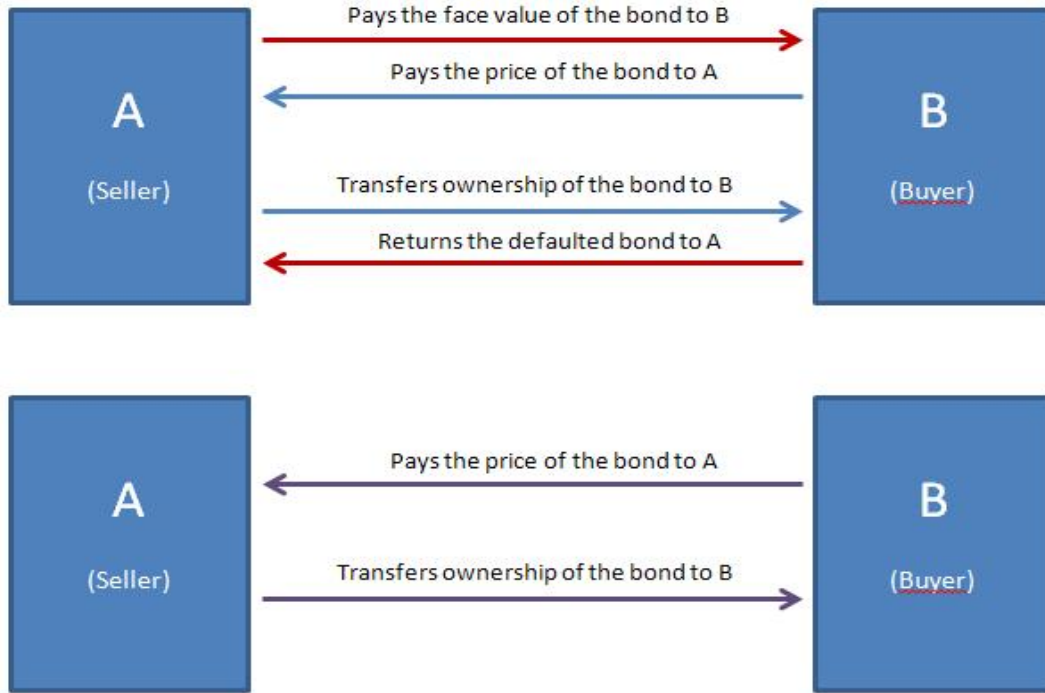 A
(Seller)
Pays the face value of the bond to B
Pays the price of the bond to A
Transfers ownership of the bond to B
Returns the defaulted bond to A
B
(Buyer)
A
(Seller)
Pays the price of the bond to A
Transfers ownership of the bond to B
B
(Buyer)